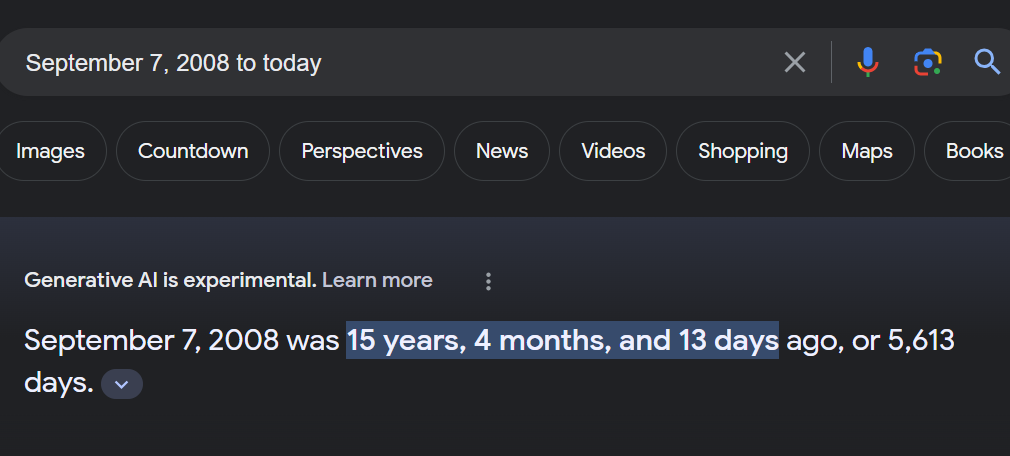 September 7, 2008 to today
Images Countdown Perspectives News Videos Shopping Maps Books
Generative AI is experimental. Learn more
September 7, 2008 was 15 years, 4 months, and 13 days ago, or 5,613
days.